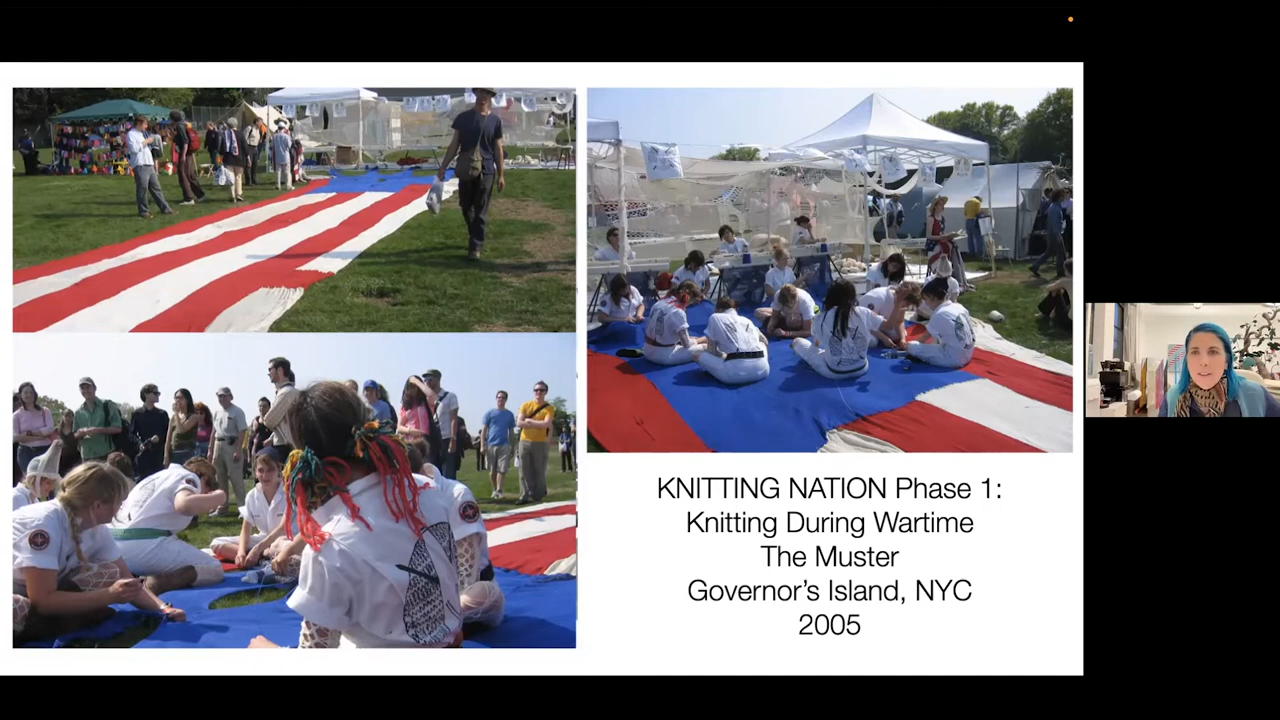 KNITTING NATION Phase 1:
Knitting During Wartime
The Muster
Governor's Island, NYC
2005